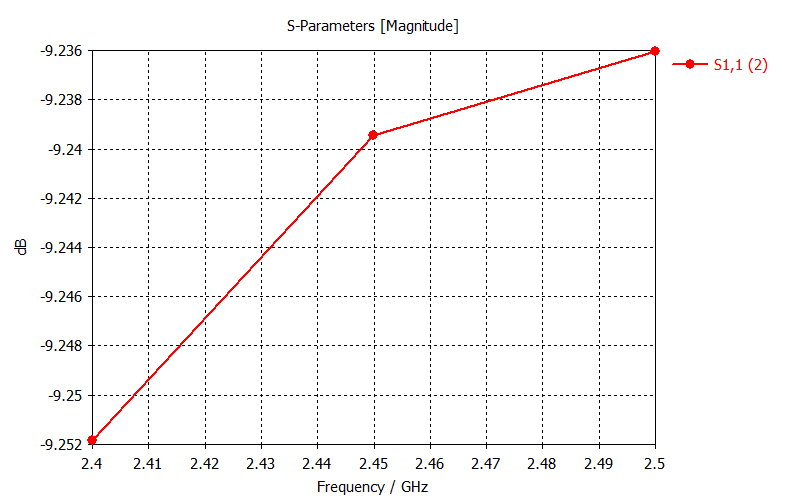 S-Parameters [Magnitude]
-9.236
S1,1 (2)
-9.238
-9.24
-9.242
dB
-9.244
-9.246
-9.248
-9.25
-9.252
2.4 2.41 2.42 2.43 2.44 2.45 2.46 2.47 2.48 2.49 2.5
Frequency / GHz